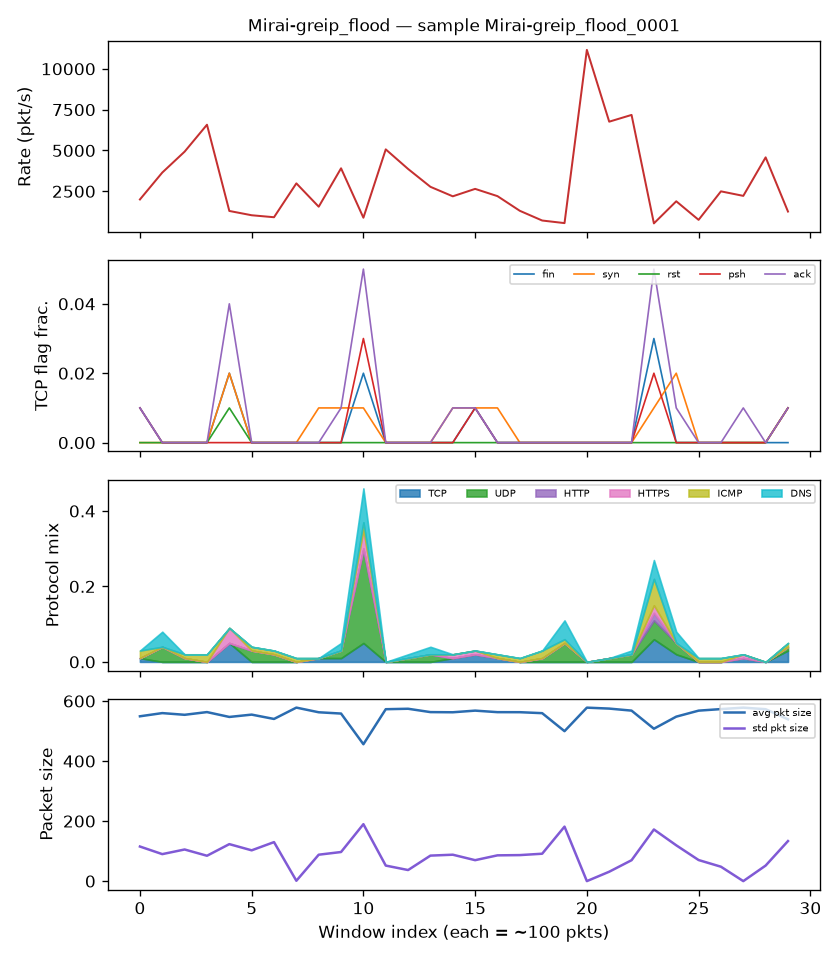 Mirai-greip_flood — sample Mirai-greip_flood_0001
Rate (pkt/s)
10000
7500
5000
2500
TCP flag frac.
0.04
0.02
0.00
fin syn rst psh ack
Protocol mix
0.4
0.2
0.0
TCP UDP HTTP HTTPS ICMP DNS
Packet size
600
400
200
0
avg pkt size
std pkt size
0 5 10 15 20 25 30
Window index (each = ~100 pkts)